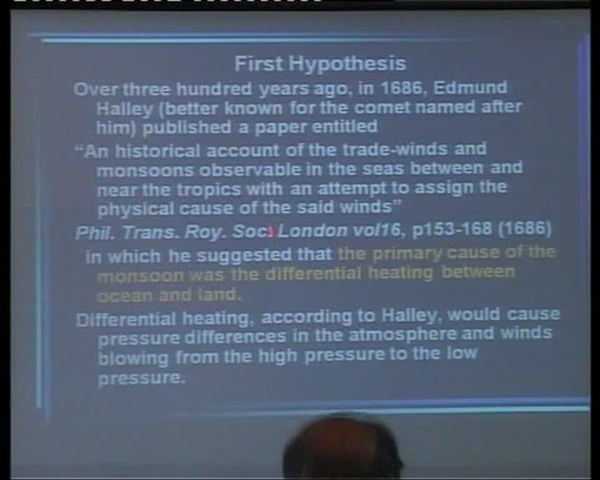 First Hypothesis
Over three hundred years ago, in 1686, Edmund
Halley (better known for the comet named after
him) published a paper entitled
“An historical account of the trade-winds and
monsoons observable in the seas between and
near the tropics with an attempt to assign the
physical cause of the said winds”
Phil. Trans. Roy. Soc. London vol16, p153-168 (1686)
in which he suggested that the primary cause of the
monsoon was the differential heating between
ocean and land.
Differential heating, according to Halley, would cause
pressure differences in the atmosphere and winds
blowing from the high pressure to the low
pressure.